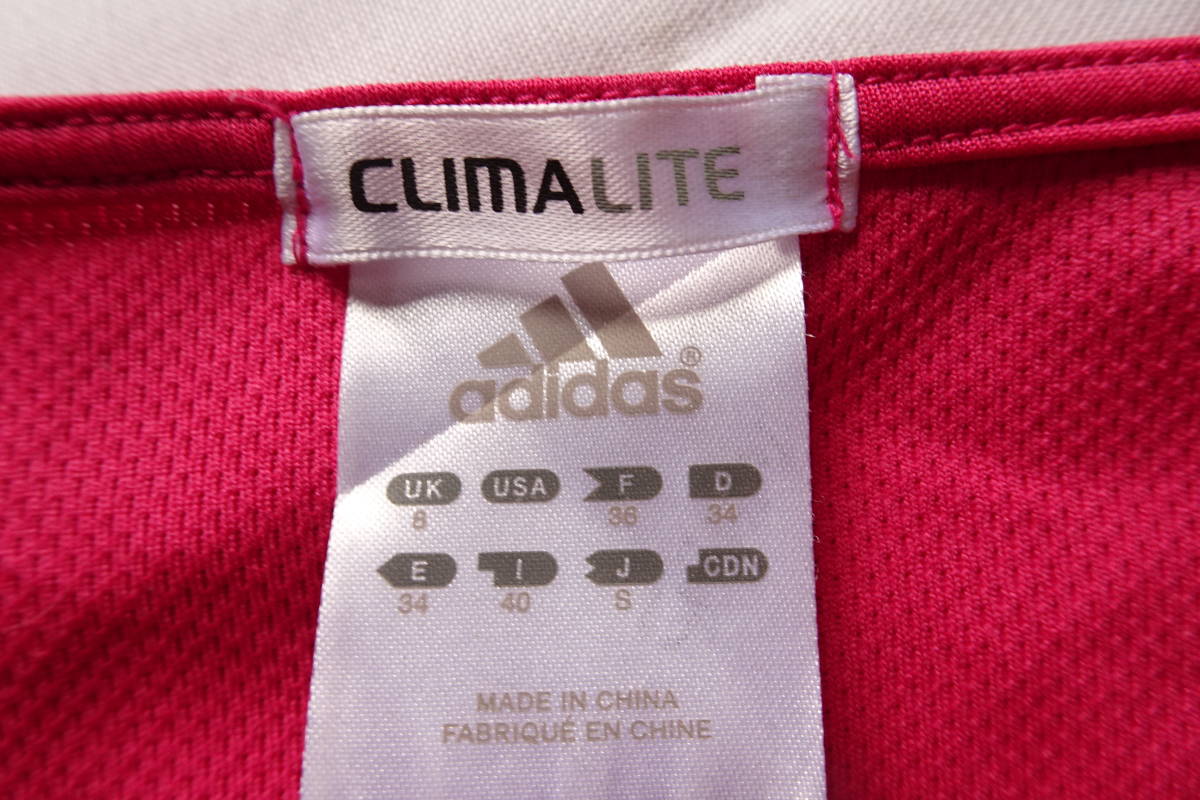 CLIMALITE
adidas®
UK USA F D
8 36 34
E I J CDN
34 40 S
MADE IN CHINA
FABRIQUÉ EN CHINE